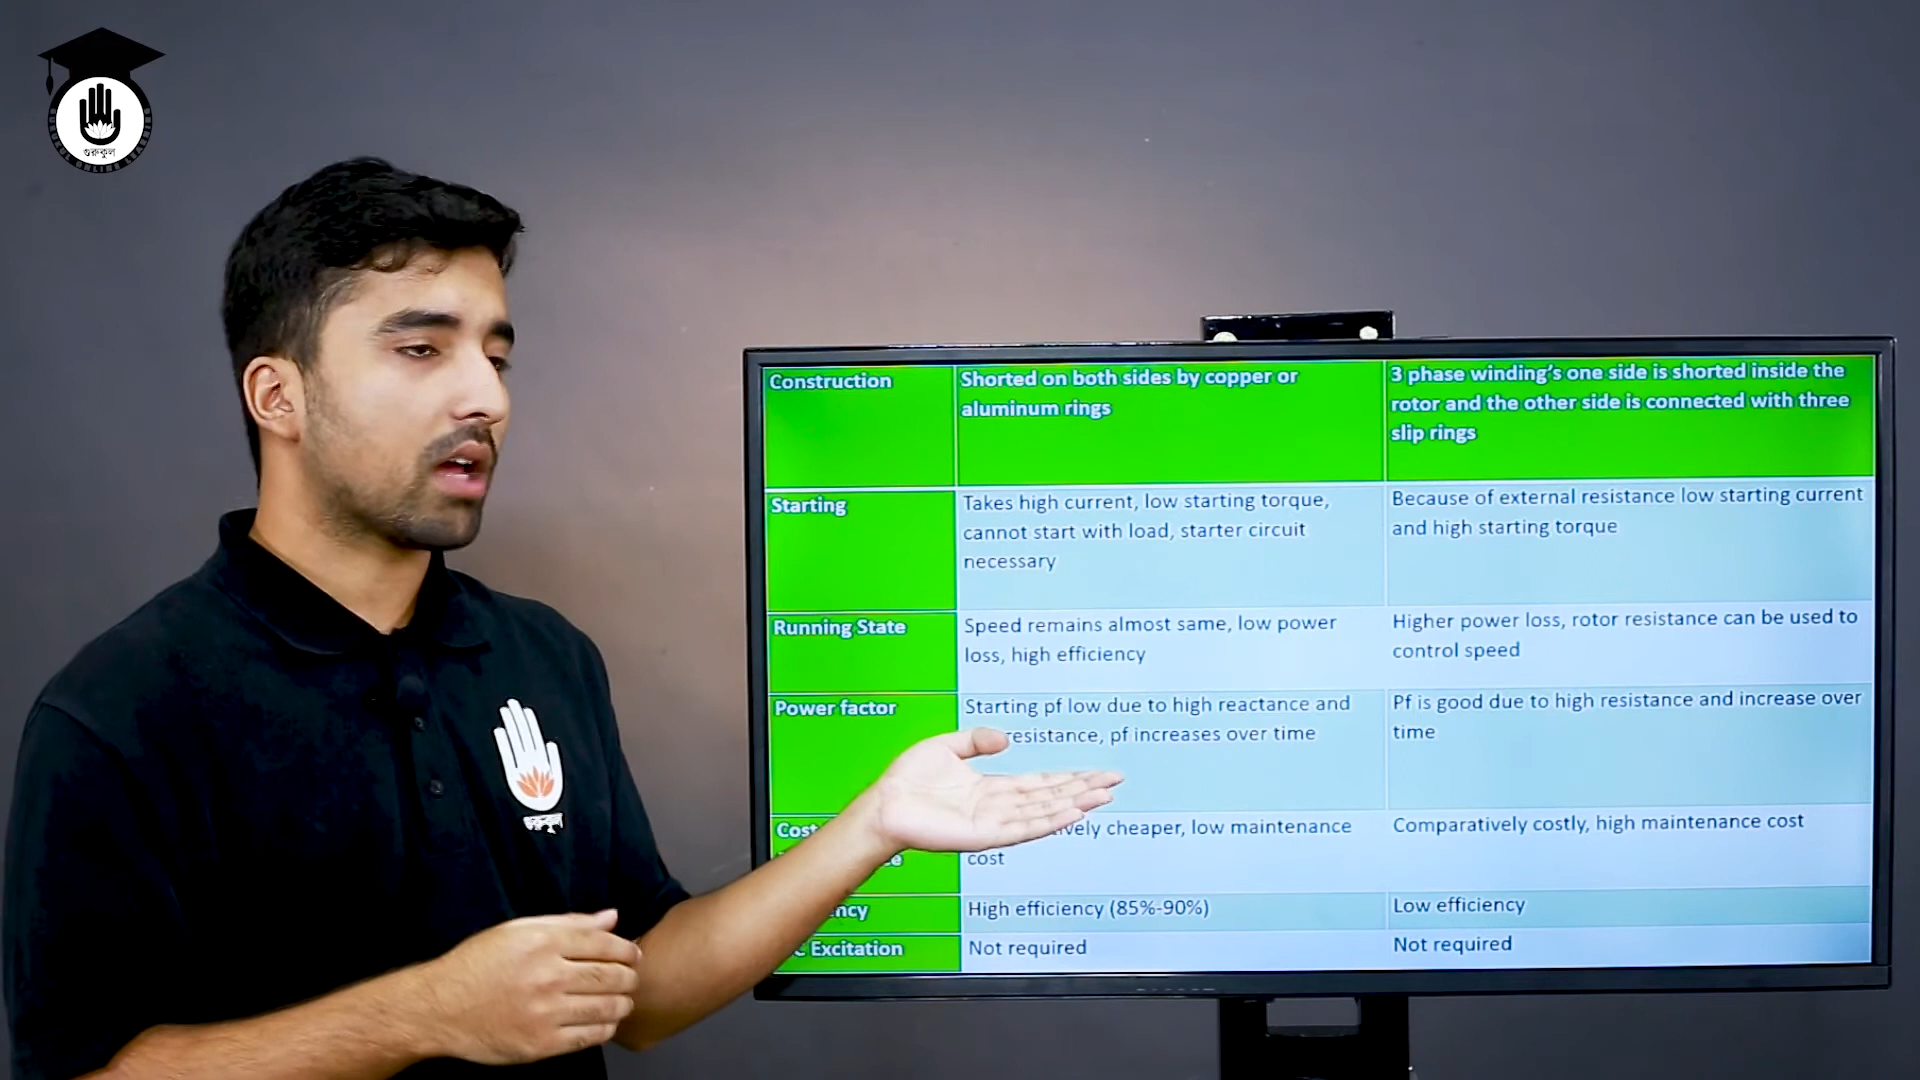 গুরুকুল
GURUKUL ONLINE LEARNING
Construction
Shorted on both sides by copper or
aluminum rings
3 phase winding's one side is shorted inside the
rotor and the other side is connected with three
slip rings
Starting
Takes high current, low starting torque,
cannot start with load, starter circuit
necessary
Because of external resistance low starting current
and high starting torque
Running State
Speed remains almost same, low power
loss, high efficiency
Higher power loss, rotor resistance can be used to
control speed
Power factor
Starting pf low due to high reactance and
resistance, pf increases over time
Pf is good due to high resistance and increase over
time
Cost
cheaper, low maintenance
cost
Comparatively costly, high maintenance cost
High efficiency (85%-90%)
Low efficiency
Excitation
Not required
Not required
গুরুকুল